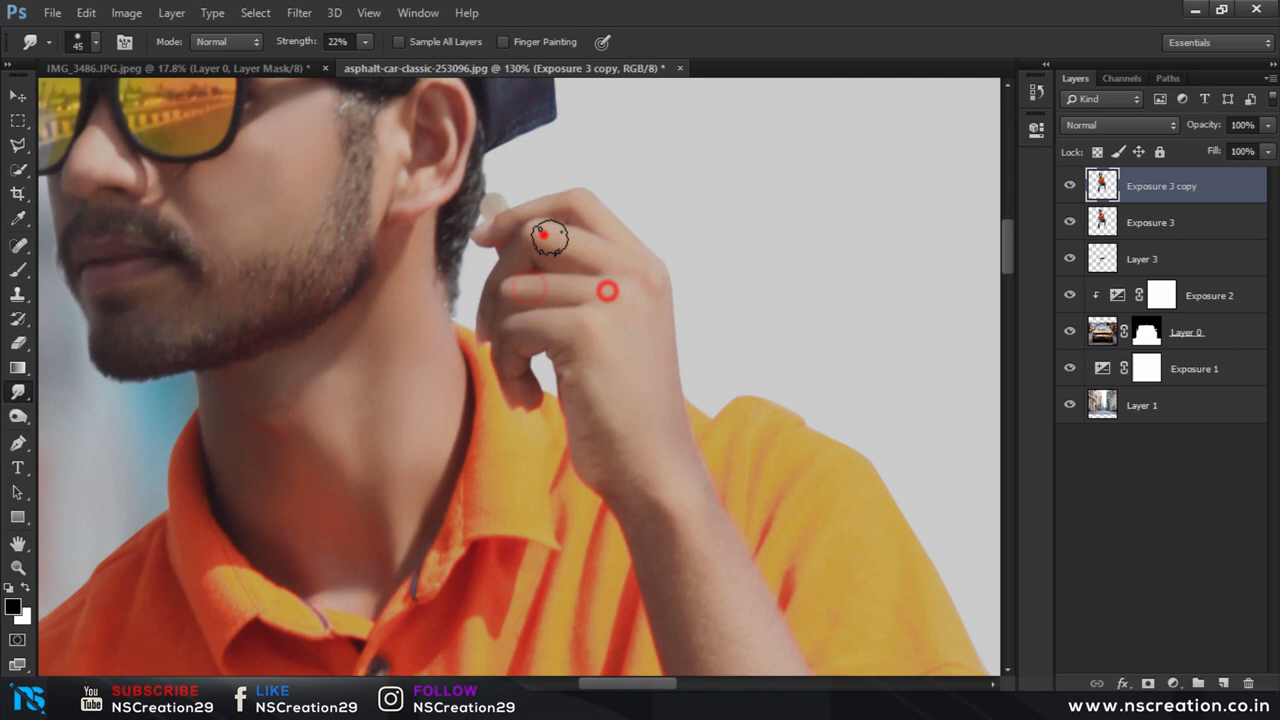 Ps File Edit Image Layer Type Select Filter 3D View Window Help
45 Mode: Normal Strength: 22% Sample All Layers Finger Painting Essentials
IMG_3486.JPG.jpeg @ 17.8% (Layer 0, Layer Mask/8) * × asphalt-car-classic-253096.jpg @ 130% (Exposure 3 copy, RGB/8) * ×
Layers Channels Paths
Kind
Normal Opacity: 100%
Lock: Fill: 100%
Exposure 3 copy
Exposure 3
Layer 3
Exposure 2
Layer 0
Exposure 1
Layer 1
NS You Tube SUBSCRIBE NSCreation29 LIKE NSCreation29 FOLLOW NSCreation29 www.nscreation.co.in